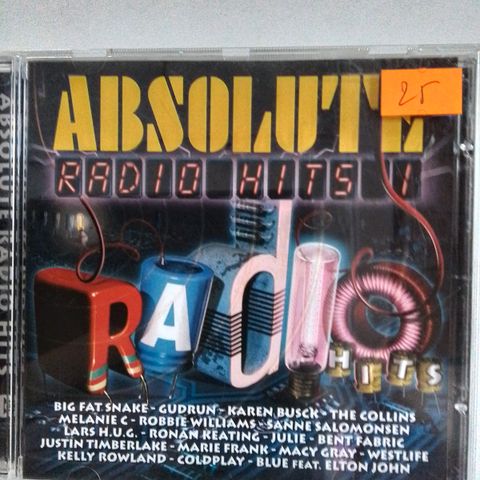 ABSOLUTE
25
RADIO HITS 1
RADIO
HITS
BIG FAT SNAKE - GUDRUN - KAREN BUSCK - THE COLLINS
MELANIE C - ROBBIE WILLIAMS - SANNE SALOMONSEN
LARS H.U.G. - RONAN KEATING - JULIE - BENT FABRIC
JUSTIN TIMBERLAKE - MARIE FRANK - MACY GRAY - WESTLIFE
KELLY ROWLAND - COLDPLAY - BLUE FEAT. ELTON JOHN
ABSOLUTE RADIO HITS